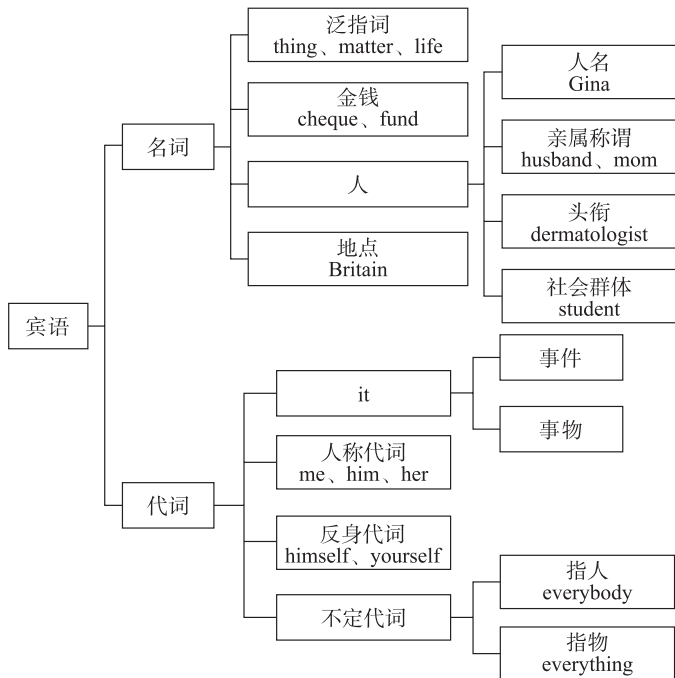 宾语
名词
泛指词
thing、matter、life
金钱
cheque、fund
人
人名
Gina
亲属称谓
husband、mom
头衔
dermatologist
社会群体
student
地点
Britain
代词
it
事件
事物
人称代词
me、him、her
反身代词
himself、yourself
不定代词
指人
everybody
指物
everything